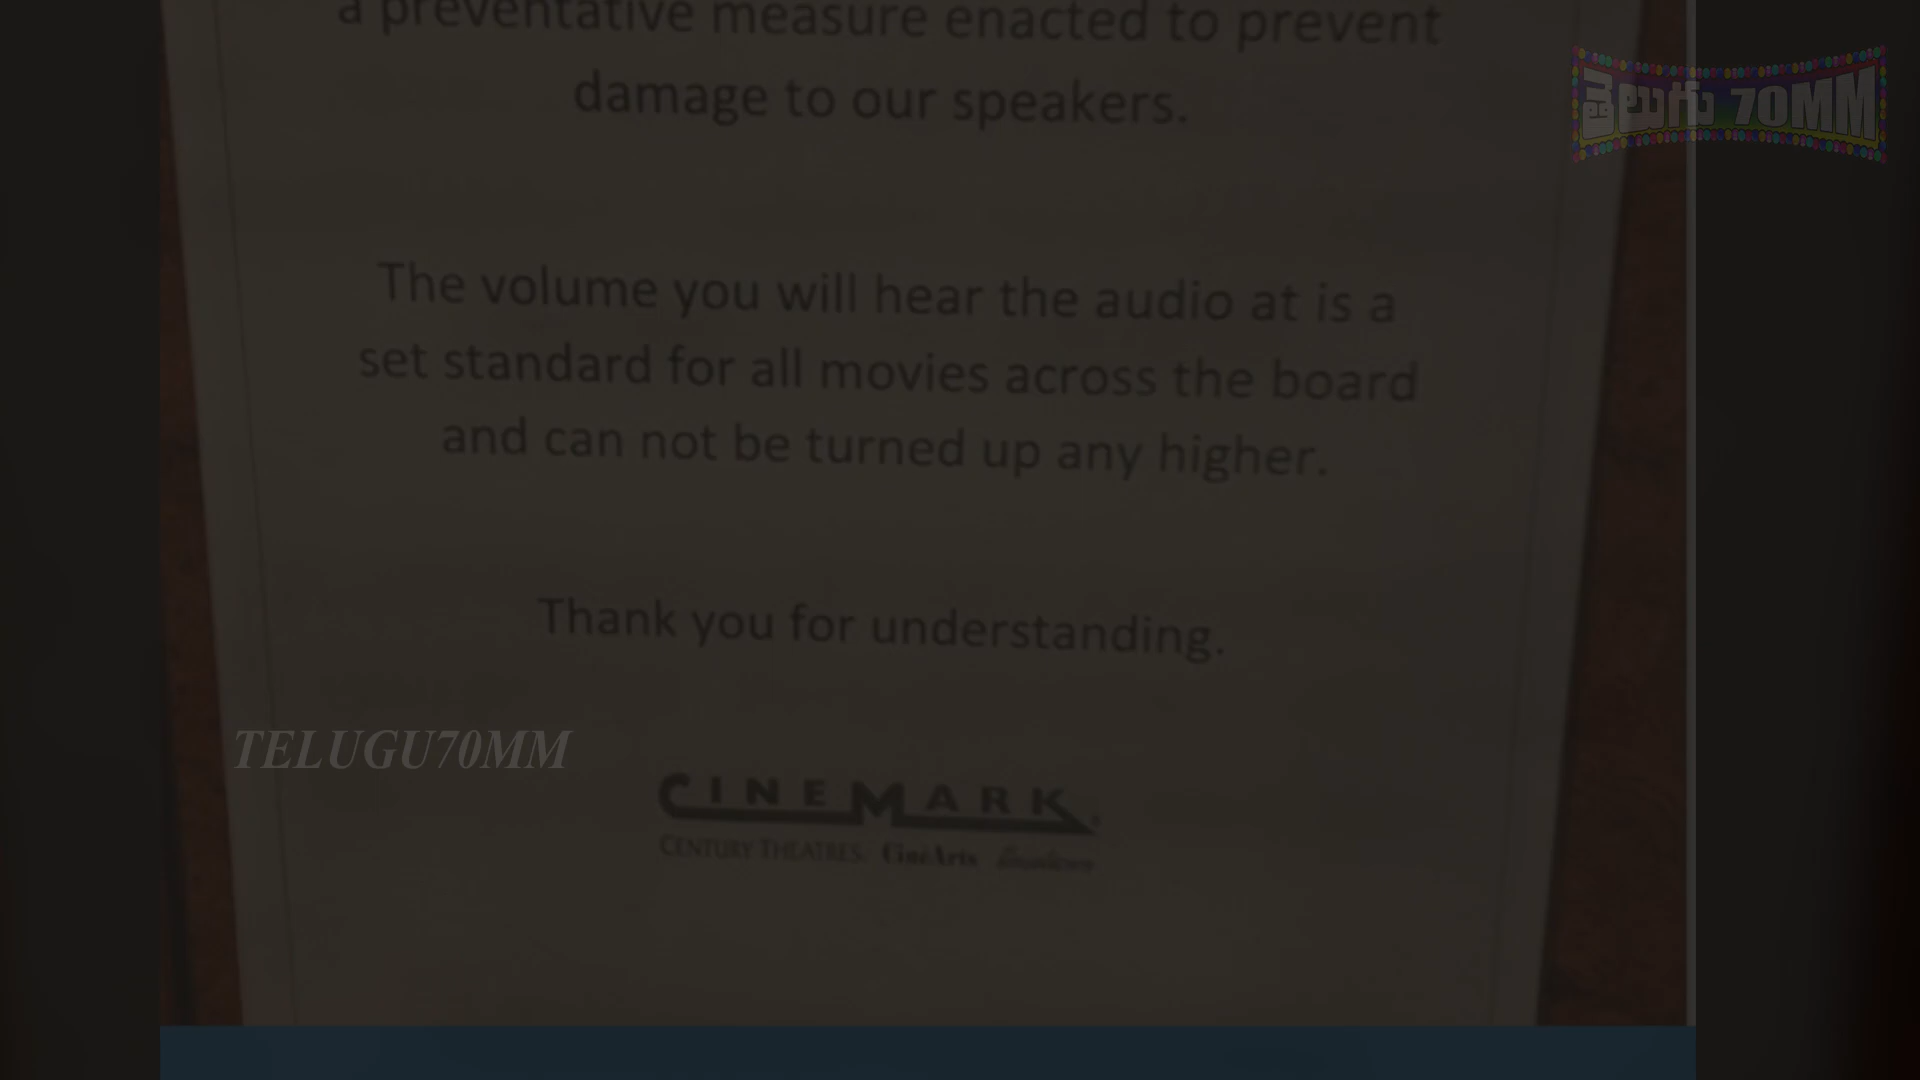 a preventative measure enacted to prevent
damage to our speakers.
తెలుగు 70MM
The volume you will hear the audio at is a
set standard for all movies across the board
and can not be turned up any higher.
Thank you for understanding.
TELUGU70MM
CINEMARK
CENTURY THEATRES CinéArts